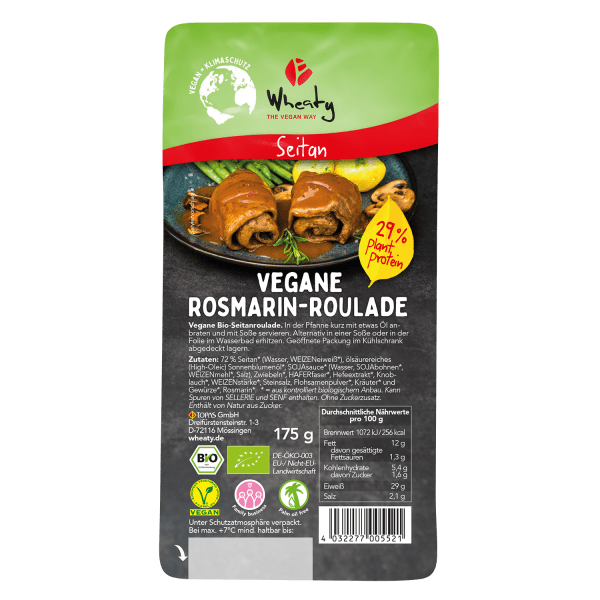 VEGAN = KLIMASCHUTZ
Wheaty
THE VEGAN WAY
Seitan
29%
plant
protein
VEGANE
ROSMARIN-ROULADE
Vegane Bio-Seitanroulade. In der Pfanne kurz mit etwas Öl an-
braten und mit Soße servieren. Alternativ in einer Soße oder in der
Folie im Wasserbad erhitzen. Geöffnete Packung im Kühlschrank
abgedeckt lagern.
Zutaten: 72 % Seitan* (Wasser, WEIZENeiweiß*), ölsäurereiches
(High-Oleic) Sonnenblumenöl*, SOJAsauce* (Wasser, SOJAbohnen*,
WEIZENmehl*, Salz), Zwiebeln*, HAFERfaser*, Hefeextrakt*, Knob-
lauch*, WEIZENstärke*, Steinsalz, Flohsamenpulver*, Kräuter* und
Gewürze*, Rosmarin*. * = aus kontrolliert biologischem Anbau. Kann
Spuren von SELLERIE und SENF enthalten. Ohne Zuckerzusatz.
Enthält von Natur aus Zucker.
TOPAS GmbH
Dreifürstensteinstr. 1-3
D-72116 Mössingen
wheaty.de
175 g
Durchschnittliche Nährwerte
pro 100 g
Brennwert 1072 kJ / 256 kcal
Fett 12 g
davon gesättigte
Fettsäuren 1,3 g
Kohlenhydrate 5,4 g
davon Zucker 1,6 g
Eiweiß 29 g
Salz 2,1 g
BIO
DE-ÖKO-003
EU-/ Nicht-EU-
Landwirtschaft
VEGAN
Family business
Palm oil free
Unter Schutzatmosphäre verpackt.
Bei max. +7°C mind. haltbar bis:
4 032277 005521